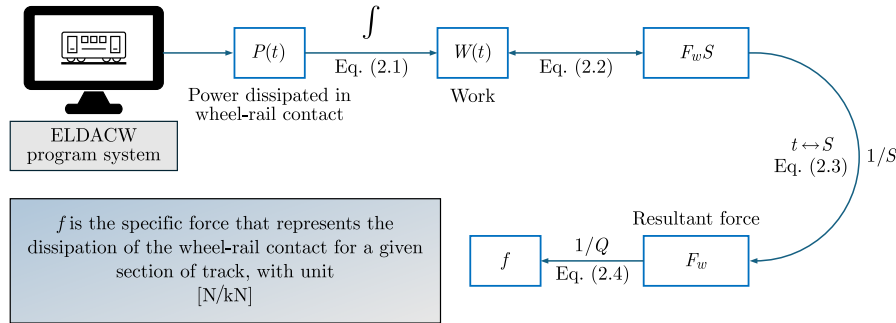 ∫
P(t)
Eq. (2.1)
W(t)
Eq. (2.2)
F_wS
Power dissipated in
wheel-rail contact
Work
ELDACW
program system
t↔S
Eq. (2.3)
1/S
f is the specific force that represents the
dissipation of the wheel-rail contact for a given
section of track, with unit
[N/kN]
Resultant force
f
1/Q
Eq. (2.4)
F_w